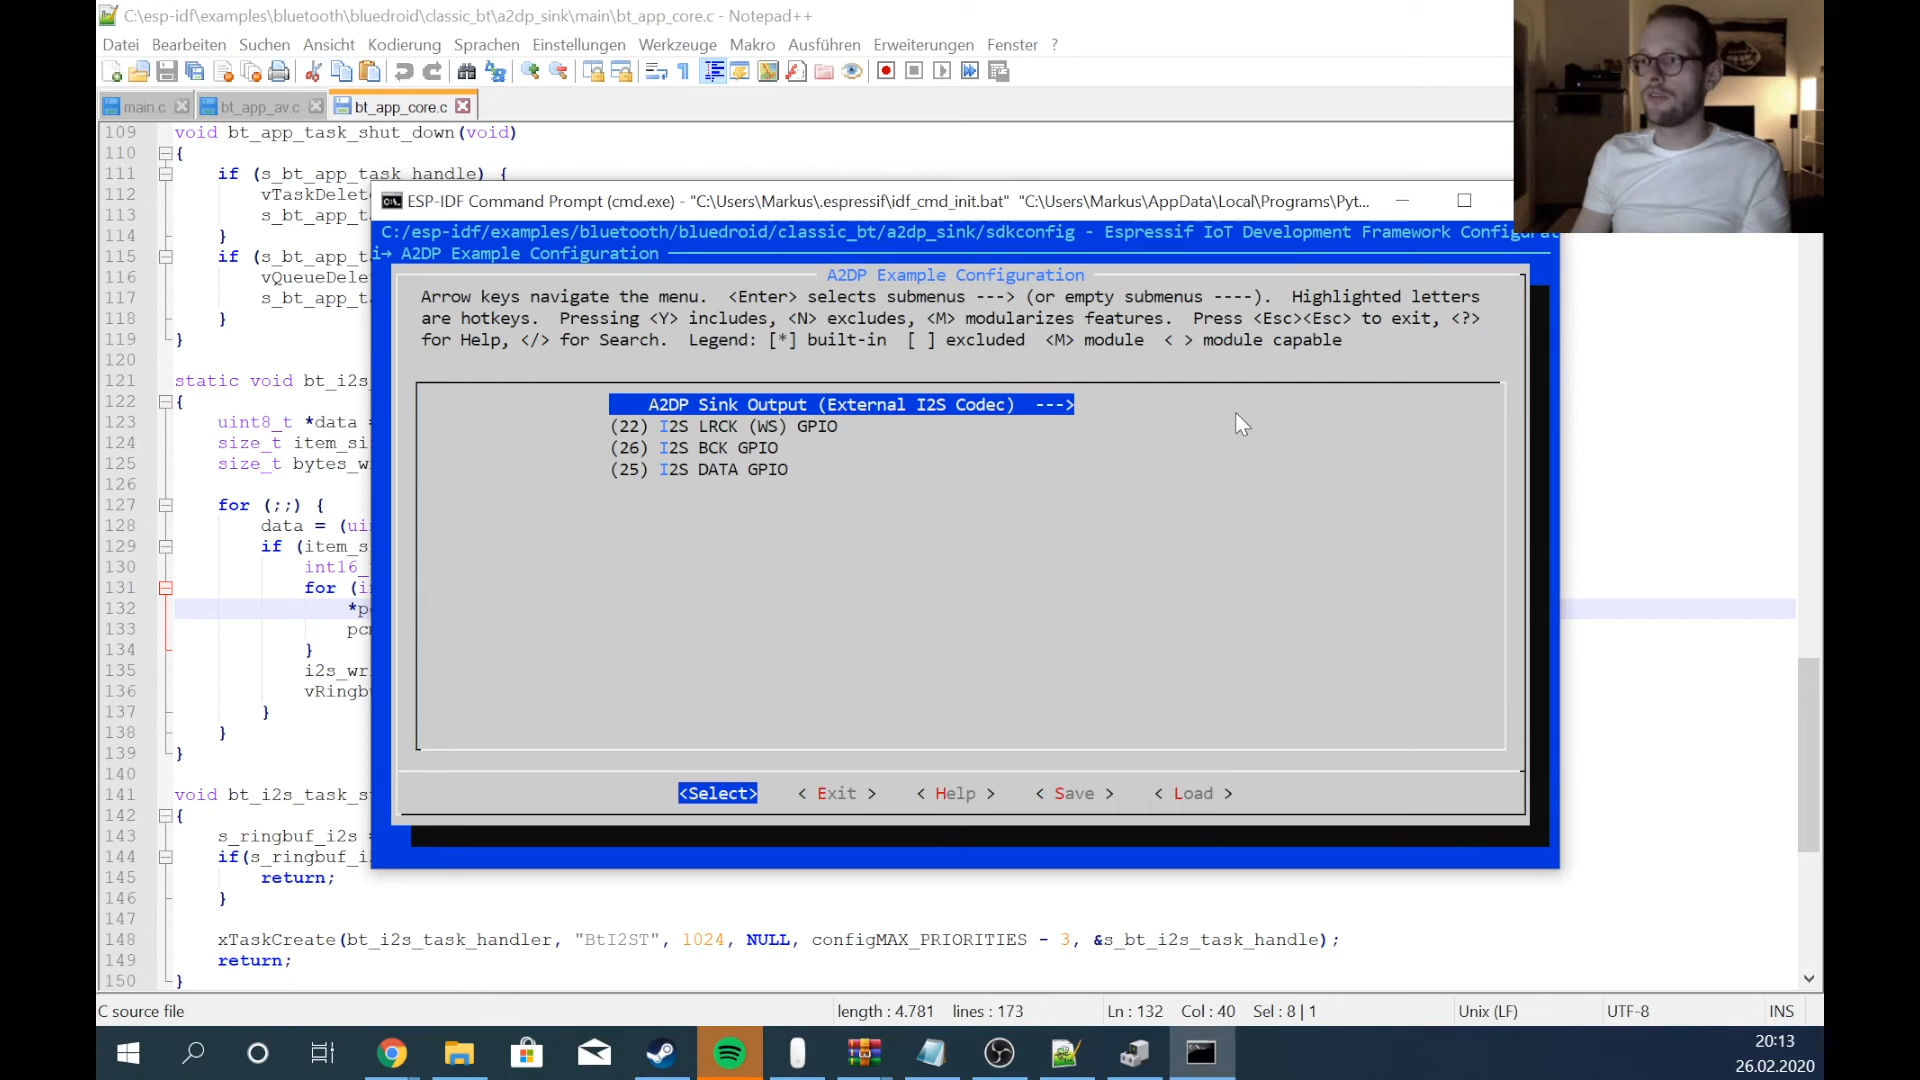 C:\esp-idf\examples\bluetooth\bluedroid\classic_bt\a2dp_sink\main\bt_app_core.c - Notepad++
Datei Bearbeiten Suchen Ansicht Kodierung Sprachen Einstellungen Werkzeuge Makro Ausführen Erweiterungen Fenster ?
main.c bt_app_av.c bt_app_core.c
109 void bt_app_task_shut_down(void)
110 {
111 if (s_bt_app_task_handle) {
112 vTaskDelet
113 s_bt_app_t
114 }
115 if (s_bt_ap
116 vQueueDele
117 s_bt_app_t
118 }
119 }
120
121 static void bt_i2s
122 {
123 uint8_t *data =
124 size_t item_si
125 size_t bytes_w
126
127 for (;;) {
128 data = (ui
129 if (item_s
130 int16_
131 for (i
132 *p
133 pc
134 }
135 i2s_wr
136 vRingb
137 }
138 }
139 }
140
141 void bt_i2s_task_s
142 {
143 s_ringbuf_i2s =
144 if(s_ringbuf_i
145 return;
146 }
147
148 xTaskCreate(bt_i2s_task_handler, "BtI2ST", 1024, NULL, configMAX_PRIORITIES - 3, &s_bt_i2s_task_handle);
149 return;
150 }
ESP-IDF Command Prompt (cmd.exe) - "C:\Users\Markus\.espressif\idf_cmd_init.bat" "C:\Users\Markus\AppData\Local\Programs\Pyt...
C:/esp-idf/examples/bluetooth/bluedroid/classic_bt/a2dp_sink/sdkconfig - Espressif IoT Development Framework Configurat
i→ A2DP Example Configuration
A2DP Example Configuration
Arrow keys navigate the menu. <Enter> selects submenus ---> (or empty submenus ----). Highlighted letters
are hotkeys. Pressing <Y> includes, <N> excludes, <M> modularizes features. Press <Esc><Esc> to exit, <?>
for Help, </> for Search. Legend: [*] built-in [ ] excluded <M> module < > module capable
A2DP Sink Output (External I2S Codec) --->
(22) I2S LRCK (WS) GPIO
(26) I2S BCK GPIO
(25) I2S DATA GPIO
<Select> < Exit > < Help > < Save > < Load >
C source file length : 4.781 lines : 173 Ln : 132 Col : 40 Sel : 8 | 1 Unix (LF) UTF-8 INS
20:13
26.02.2020